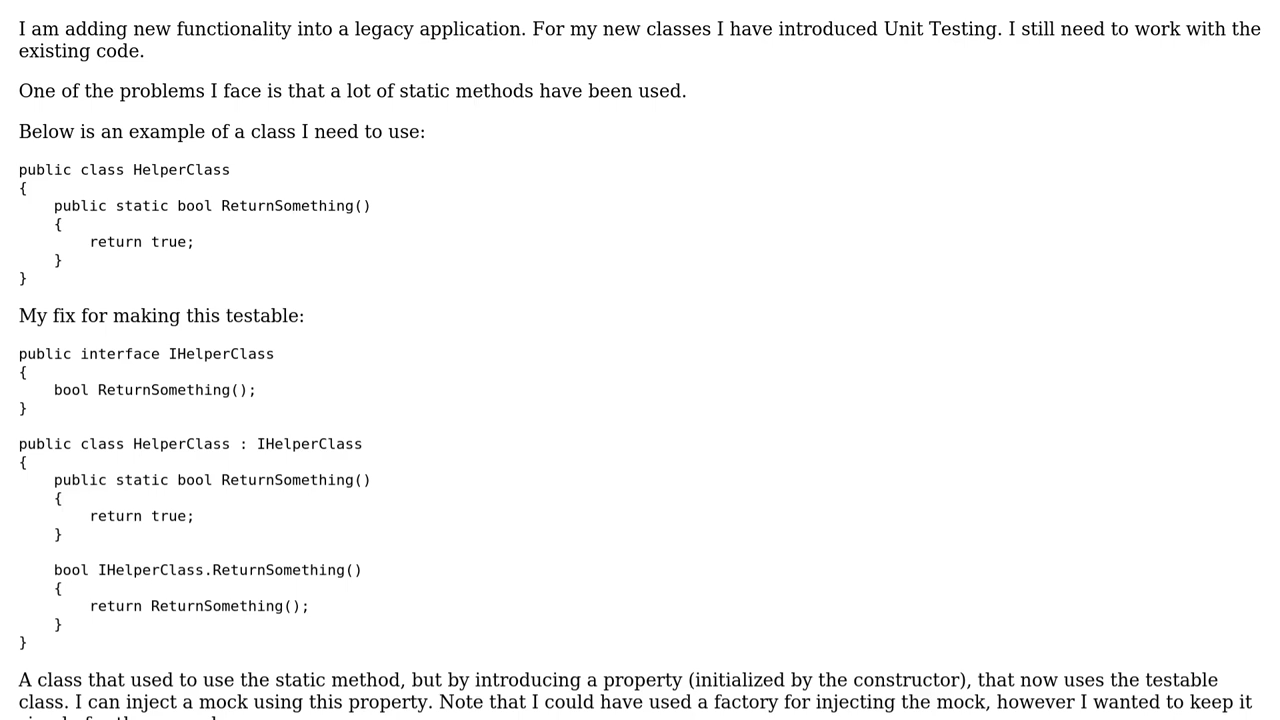 I am adding new functionality into a legacy application. For my new classes I have introduced Unit Testing. I still need to work with the
existing code.
One of the problems I face is that a lot of static methods have been used.
Below is an example of a class I need to use:
public class HelperClass
{
    public static bool ReturnSomething()
    {
        return true;
    }
}
My fix for making this testable:
public interface IHelperClass
{
    bool ReturnSomething();
}
public class HelperClass : IHelperClass
{
    public static bool ReturnSomething()
    {
        return true;
    }
    bool IHelperClass.ReturnSomething()
    {
        return ReturnSomething();
    }
}
A class that used to use the static method, but by introducing a property (initialized by the constructor), that now uses the testable
class. I can inject a mock using this property. Note that I could have used a factory for injecting the mock, however I wanted to keep it